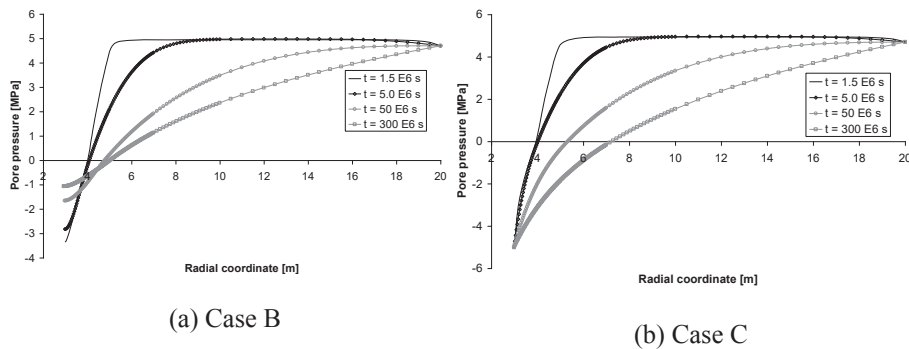 6
5
4
3
2
1
0
-1
-2
-3
-4
2 4 6 8 10 12 14 16 18 20
Pore pressure [MPa]
Radial coordinate [m]
t = 1.5 E6 s
t = 5.0 E6 s
t = 50 E6 s
t = 300 E6 s
(a) Case B
6
4
2
0
-2
-4
-6
2 4 6 8 10 12 14 16 18 20
Pore pressure [MPa]
Radial coordinate [m]
t = 1.5 E6 s
t = 5.0 E6 s
t = 50 E6 s
t = 300 E6 s
(b) Case C